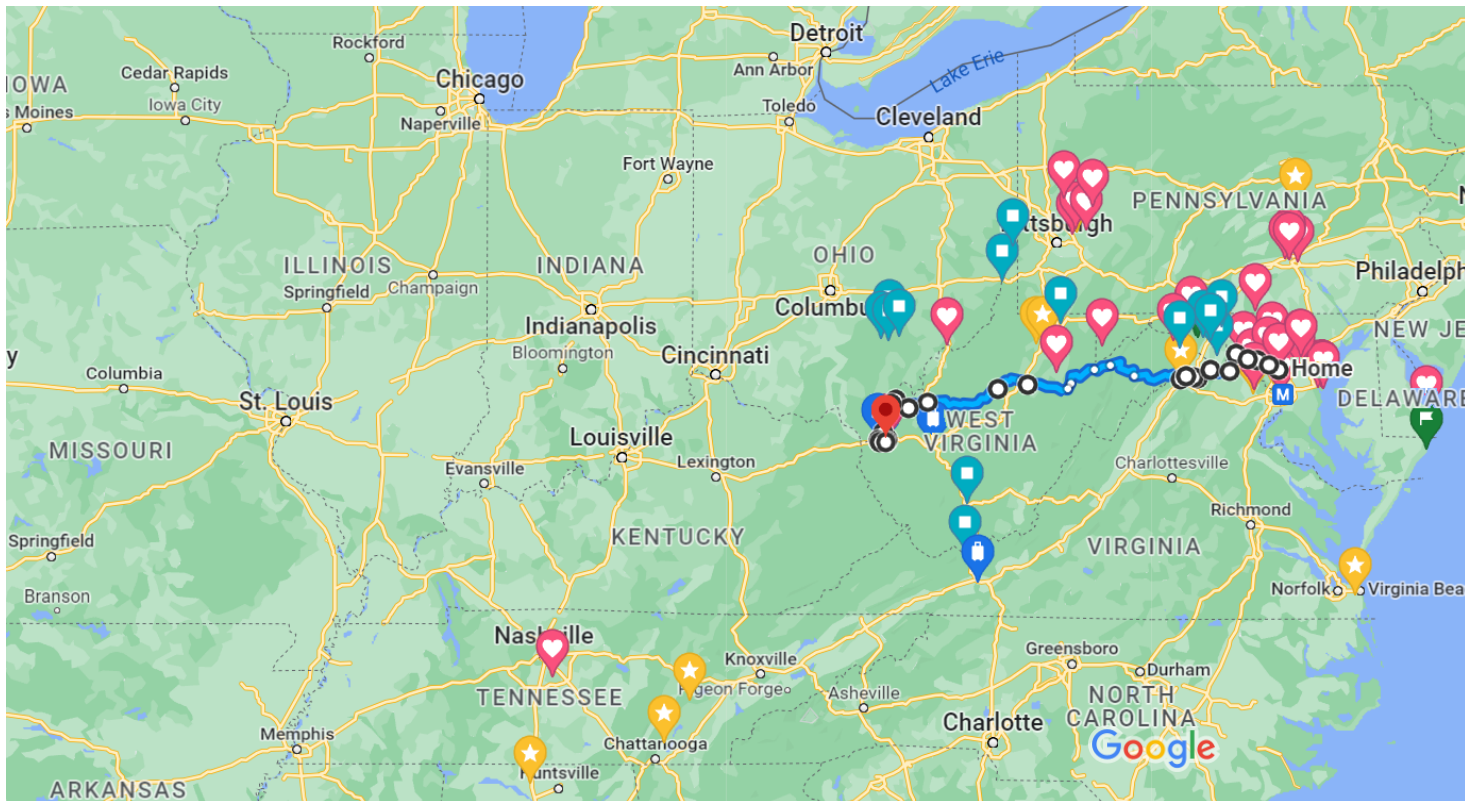 Detroit
Rockford
Ann Arbor
Lake Erie
Cedar Rapids
Chicago
IOWA
Iowa City
s Moines
Naperville
Toledo
Cleveland
Fort Wayne
PENNSYLVANIA
N
ttsburgh
OHIO
ILLINOIS
INDIANA
Philadelph
Champaign
Springfield
Columbu
Indianapolis
NEW JE
Bloomington
Cincinnati
y
Home
Columbia
M
DELAWARE
St. Louis
WEST
VIRGINIA
Louisville
MISSOURI
Lexington
Charlottesville
Evansville
Richmond
KENTUCKY
VIRGINIA
Springfield
Branson
Norfolk
Virginia Bea
Nashville
Greensboro
Knoxville
Durham
Pigeon Forge
TENNESSEE
Asheville
NORTH
CAROLINA
Charlotte
Memphis
Chattanooga
Google
Huntsville
ARKANSAS